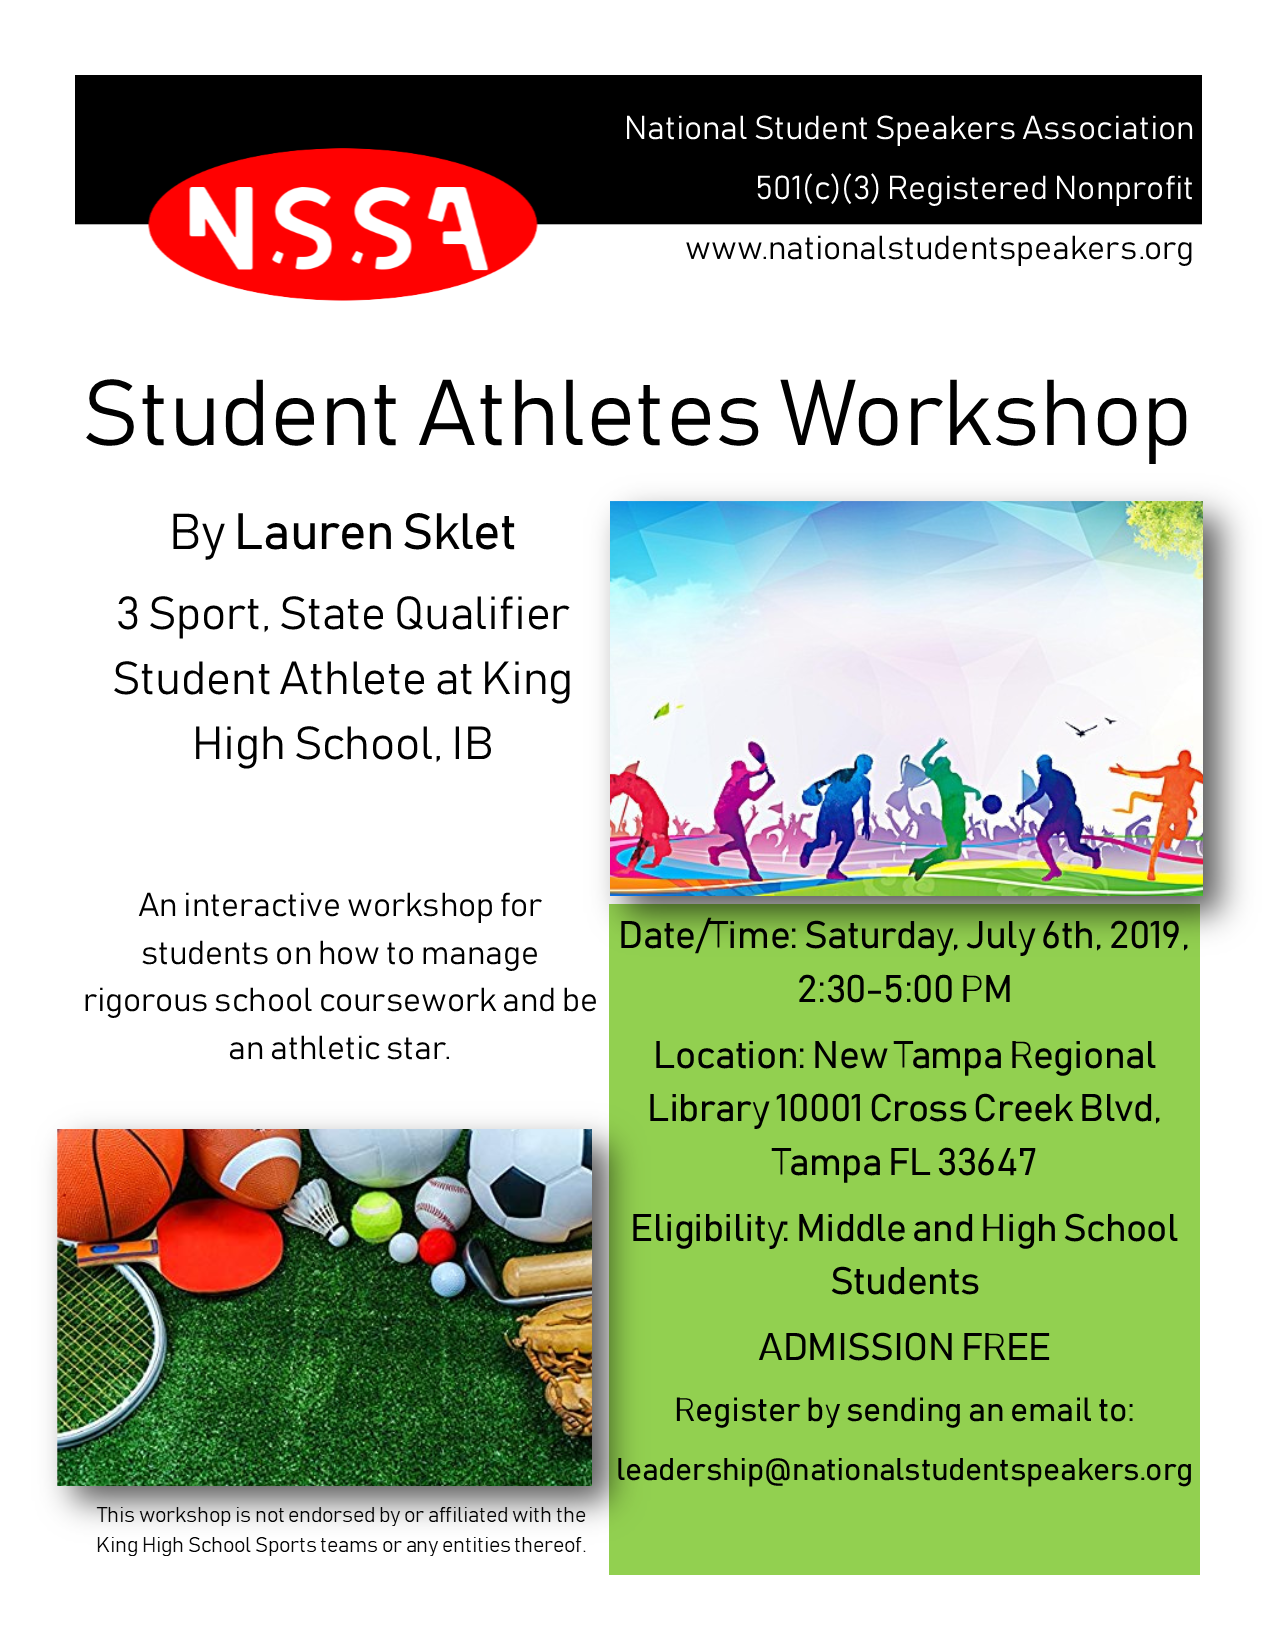 National Student Speakers Association
501(c)(3) Registered Nonprofit
www.nationalstudentspeakers.org
N.S.SA
Student Athletes Workshop
By Lauren Sklet
3 Sport, State Qualifier
Student Athlete at King
High School, IB
An interactive workshop for
students on how to manage
rigorous school coursework and be
an athletic star.
Date/Time: Saturday, July 6th, 2019,
2:30-5:00 PM
Location: New Tampa Regional
Library 10001 Cross Creek Blvd,
Tampa FL 33647
Eligibility: Middle and High School
Students
ADMISSION FREE
Register by sending an email to:
leadership@nationalstudentspeakers.org
This workshop is not endorsed by or affiliated with the
King High School Sports teams or any entities thereof.